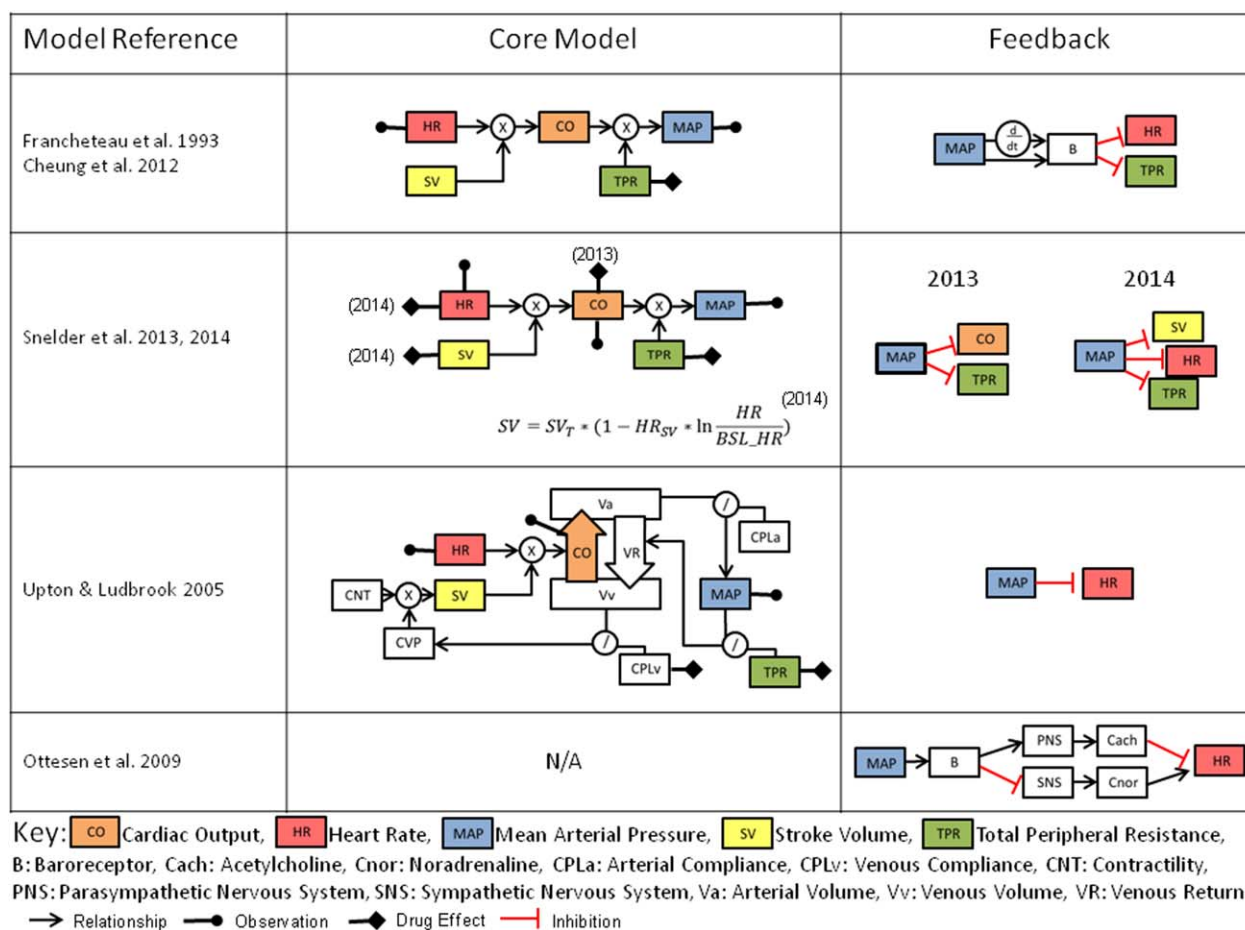 Model Reference
Core Model
Feedback
Francheteau et al. 1993
Cheung et al. 2012
HR
X
CO
X
MAP
SV
TPR
MAP
d
dt
B
HR
TPR
Snelder et al. 2013, 2014
(2013)
(2014)
HR
X
CO
X
MAP
(2014)
SV
TPR
(2014)
SV = SV_T * (1 − HR_SV * ln HR/BSL_HR)
2013
2014
MAP
CO
TPR
MAP
SV
HR
TPR
Upton & Ludbrook 2005
Va
/
CPLa
HR
X
CO
VR
CNT
X
SV
Vv
MAP
CVP
/
/
CPLv
TPR
MAP
HR
Ottesen et al. 2009
N/A
MAP
B
PNS
Cach
SNS
Cnor
HR
Key: CO Cardiac Output, HR Heart Rate, MAP Mean Arterial Pressure, SV Stroke Volume, TPR Total Peripheral Resistance,
B: Baroreceptor, Cach: Acetylcholine, Cnor: Noradrenaline, CPLa: Arterial Compliance, CPLv: Venous Compliance, CNT: Contractility,
PNS: Parasympathetic Nervous System, SNS: Sympathetic Nervous System, Va: Arterial Volume, Vv: Venous Volume, VR: Venous Return
Relationship Observation Drug Effect Inhibition